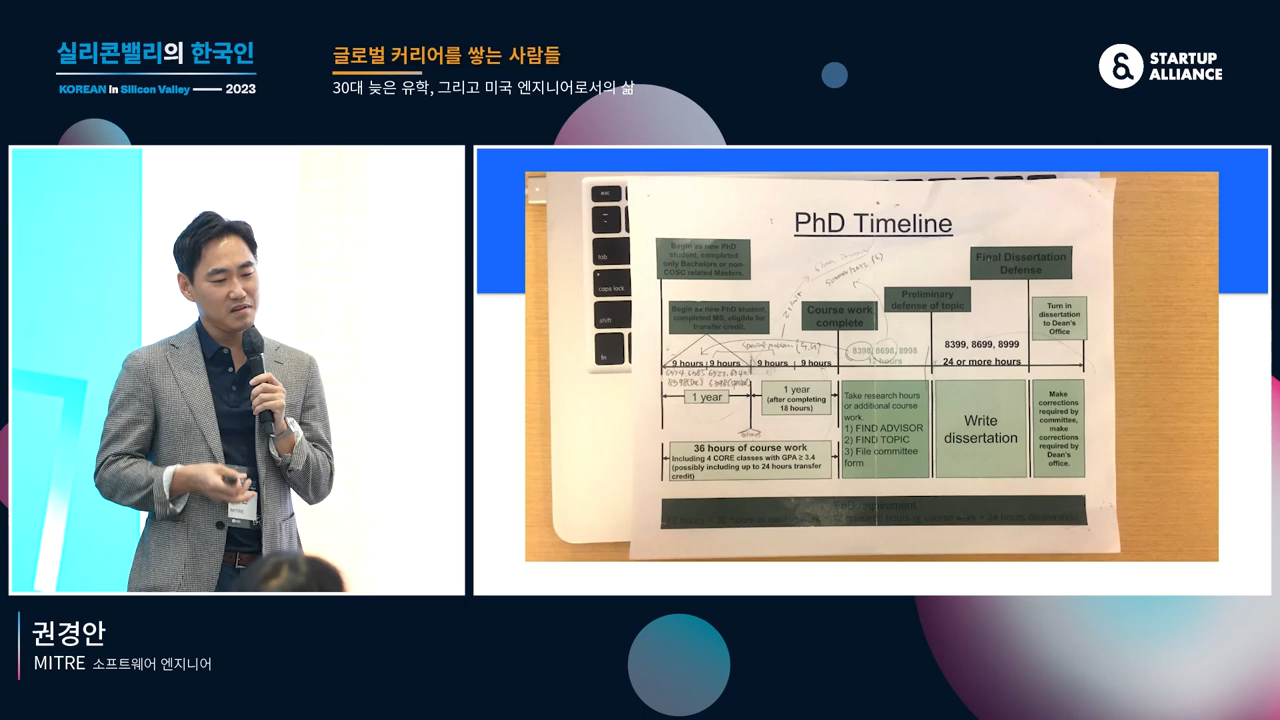 실리콘밸리의 한국인
KOREAN in Silicon Valley 2023
글로벌 커리어를 쌓는 사람들
30대 늦은 유학, 그리고 미국 엔지니어로서의 삶
&
STARTUP
ALLIANCE
MITRE
esc
tab
caps lock
shift
fn
PhD Timeline
Begin as new PhD
student, completed
only Bachelors or non-
COSC related Masters.
Final Dissertation
Defense
Begin as new PhD student,
completed MS, eligible for
transfer credit.
Course work
complete
Preliminary
defense of topic
Turn in
dissertation
to Dean's
Office
8398, 8698, 8998
hours
8399, 8699, 8999
24 or more hours
9 hours
9 hours
9 hours
9 hours
1 year
1 year
(after completing
18 hours)
Take research hours
or additional course
work.
1) FIND ADVISOR
2) FIND TOPIC
3) File committee
form
Write
dissertation
Make
corrections
required by
committee,
make
corrections
required by
Dean's
office.
36 hours of course work
Including 4 CORE classes with GPA ≥ 3.4
(possibly including up to 24 hours transfer
credit)
권경안
MITRE 소프트웨어 엔지니어